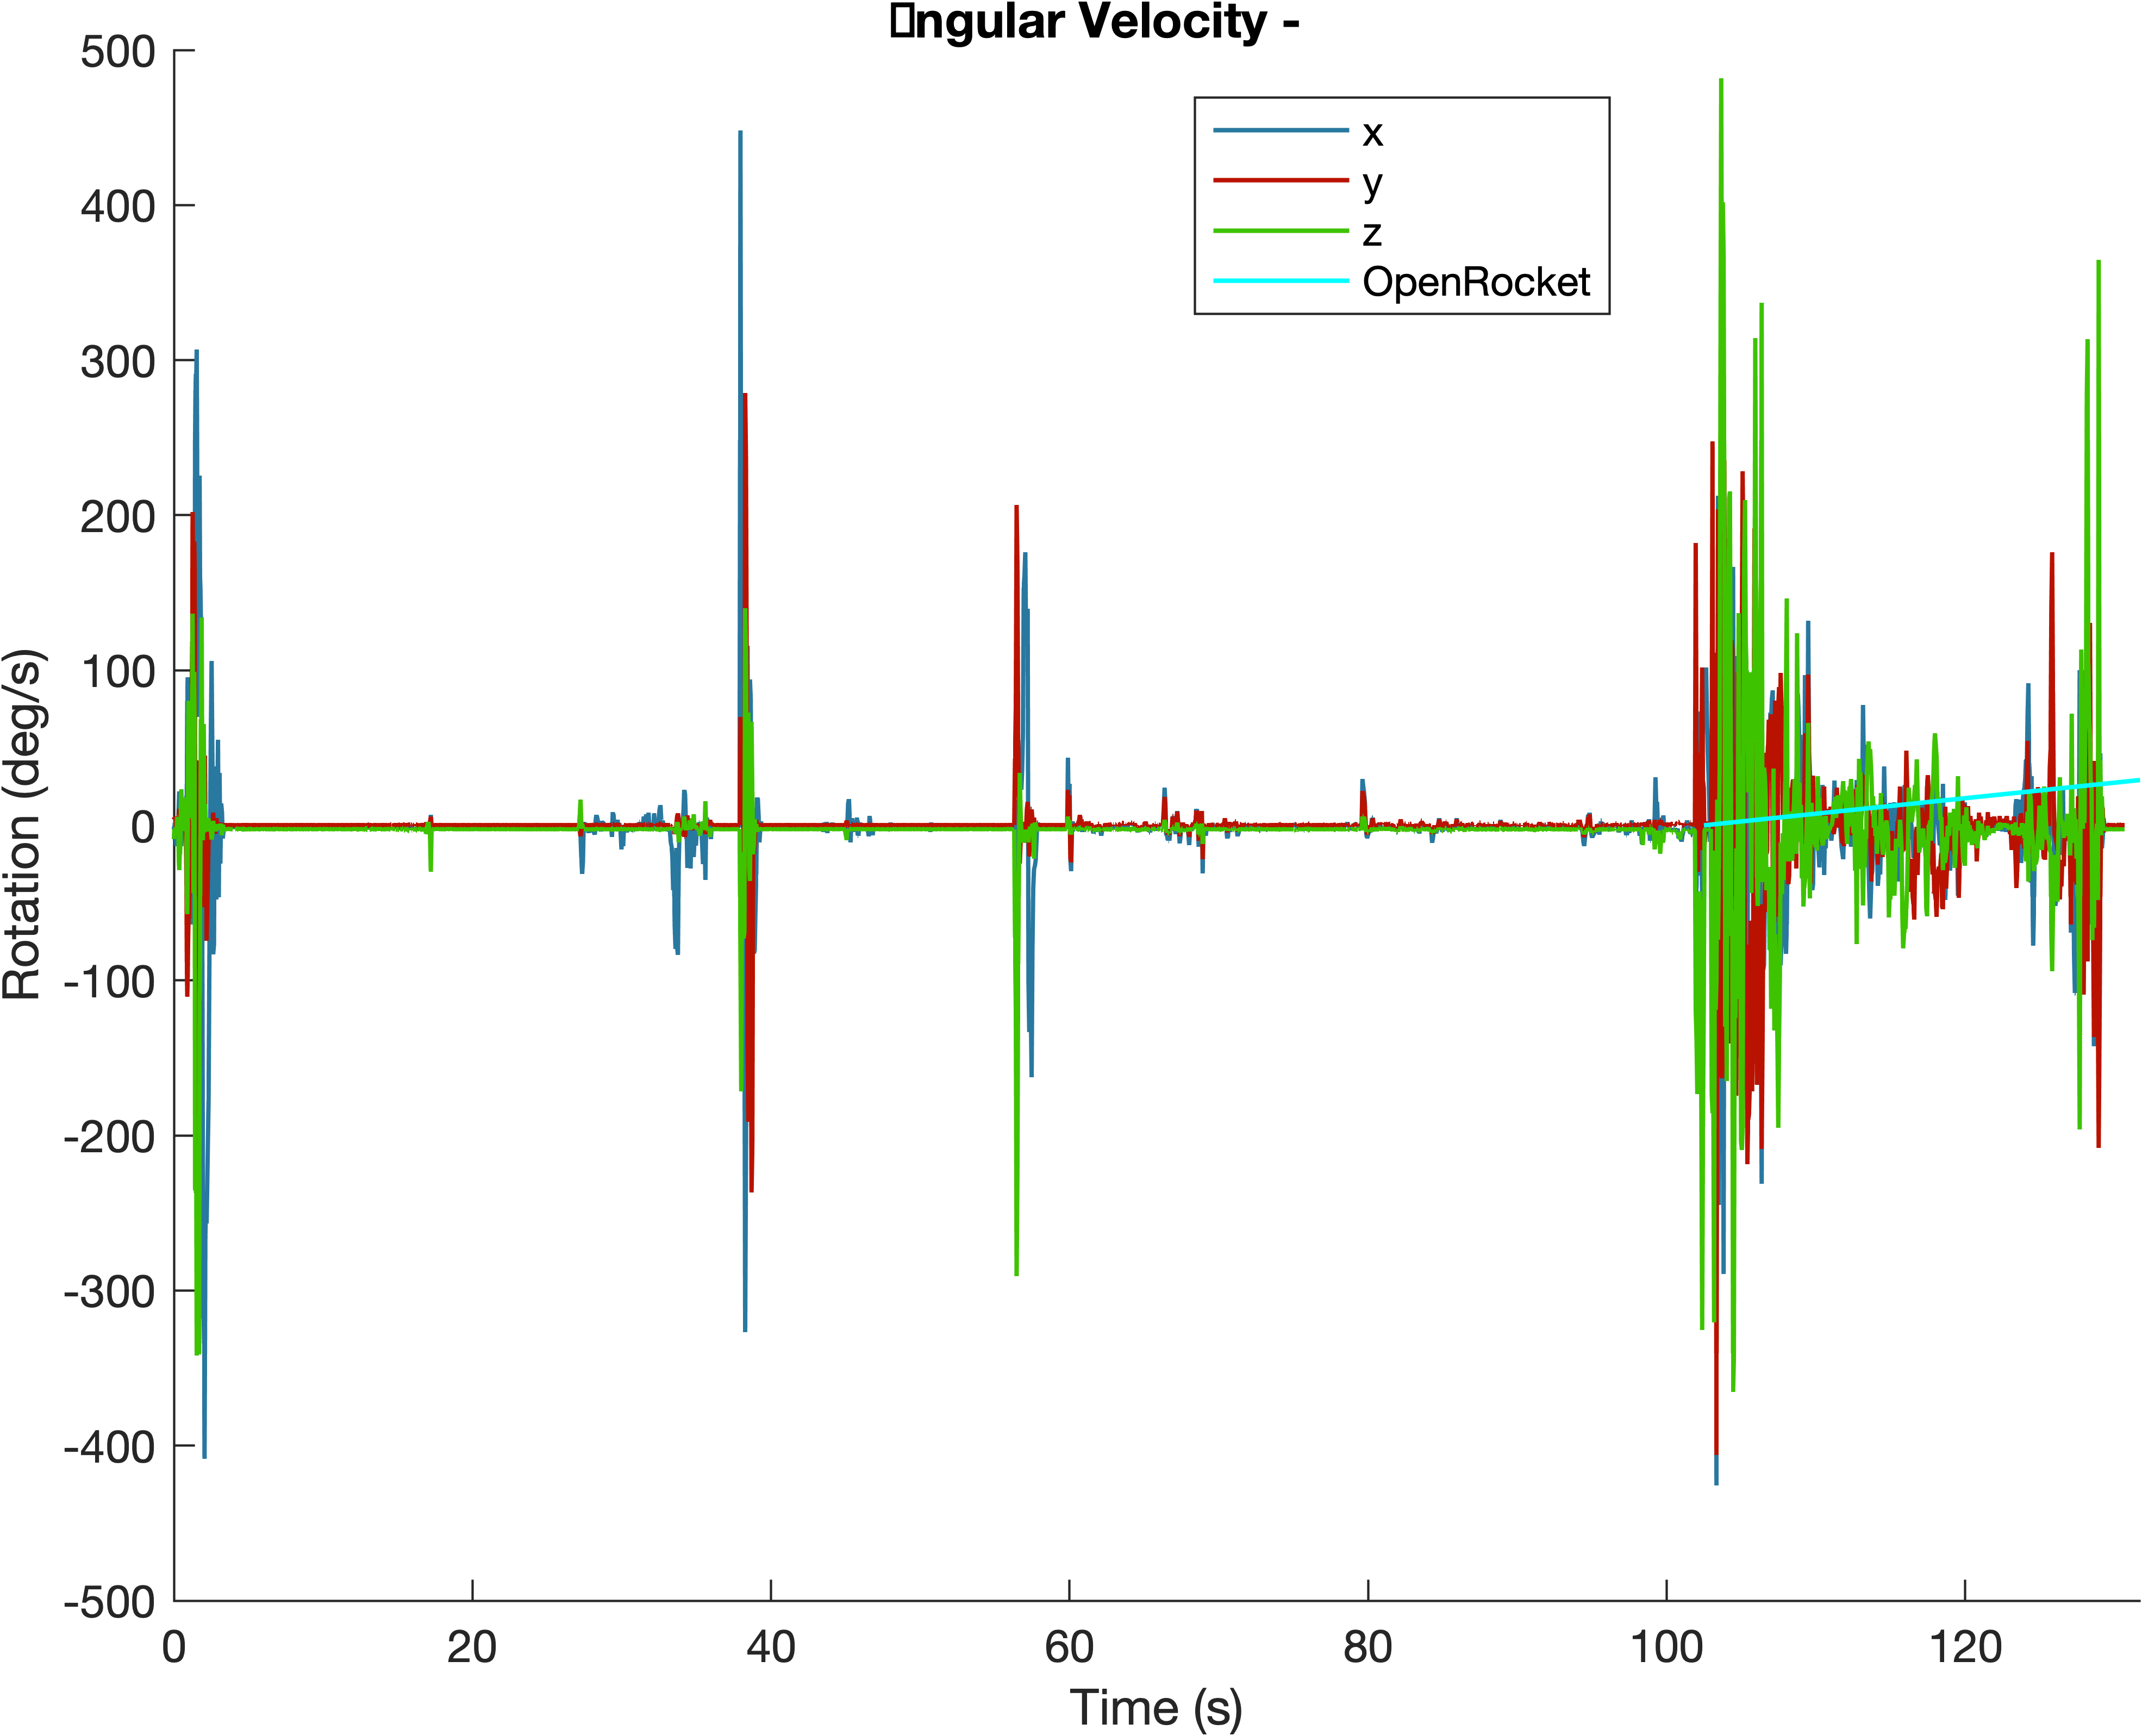 ▯ngular Velocity -
Rotation (deg/s)
500
400
300
200
100
0
-100
-200
-300
-400
-500
x
y
z
OpenRocket
0 20 40 60 80 100 120
Time (s)